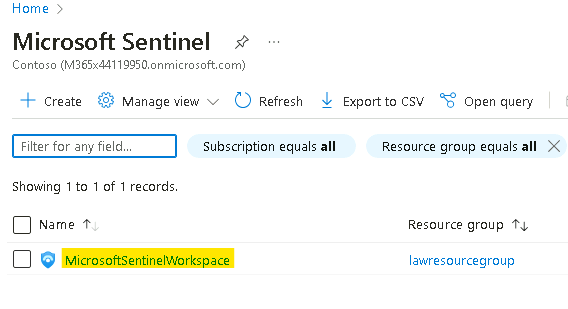 Home >
Microsoft Sentinel
Contoso (M365x44119950.onmicrosoft.com)
Create Manage view Refresh Export to CSV Open query
Filter for any field... Subscription equals all Resource group equals all
Showing 1 to 1 of 1 records.
Name Resource group
MicrosoftSentinelWorkspace lawresourcegroup